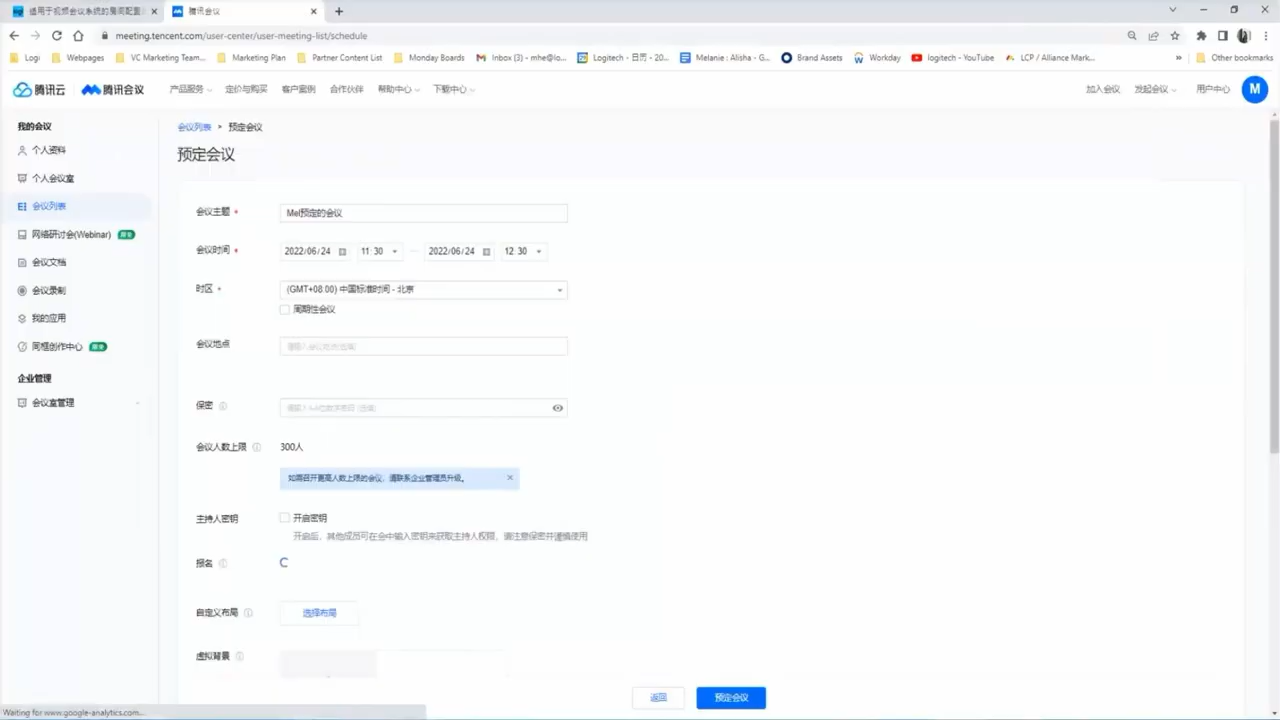 适用于视频会议系统的房间配置
腾讯会议
meeting.tencent.com/user-center/user-meeting-list/schedule
Logi Webpages VC Marketing Team... Marketing Plan Partner Content List Monday Boards Inbox (3) - mhe@lo... Logitech - 日历 - 20... Melanie : Alisha - G... Brand Assets Workday logitech - YouTube LCP / Alliance Mark... » Other bookmarks
腾讯云 腾讯会议 产品服务 定价与购买 客户案例 合作伙伴 帮助中心 下载中心 加入会议 发起会议 用户中心 M
我的会议
个人资料
个人会议室
会议列表
网络研讨会(Webinar)
会议文档
会议录制
我的应用
同框创作中心
企业管理
会议室管理
会议列表 > 预定会议
预定会议
会议主题 * Mel预定的会议
会议时间 * 2022/06/24 11:30 — 2022/06/24 12:30
时区 * (GMT+08:00) 中国标准时间 - 北京
周期性会议
会议地点
保密
会议人数上限 300人
如需召开更高人数上限的会议，请联系企业管理员升级。
主持人密钥 开启密钥
开启后，其他成员可在会中输入密钥来获取主持人权限，请注意保密并谨慎使用
报名
自定义布局 选择布局
虚拟背景
返回 预定会议
Waiting for www.google-analytics.com...